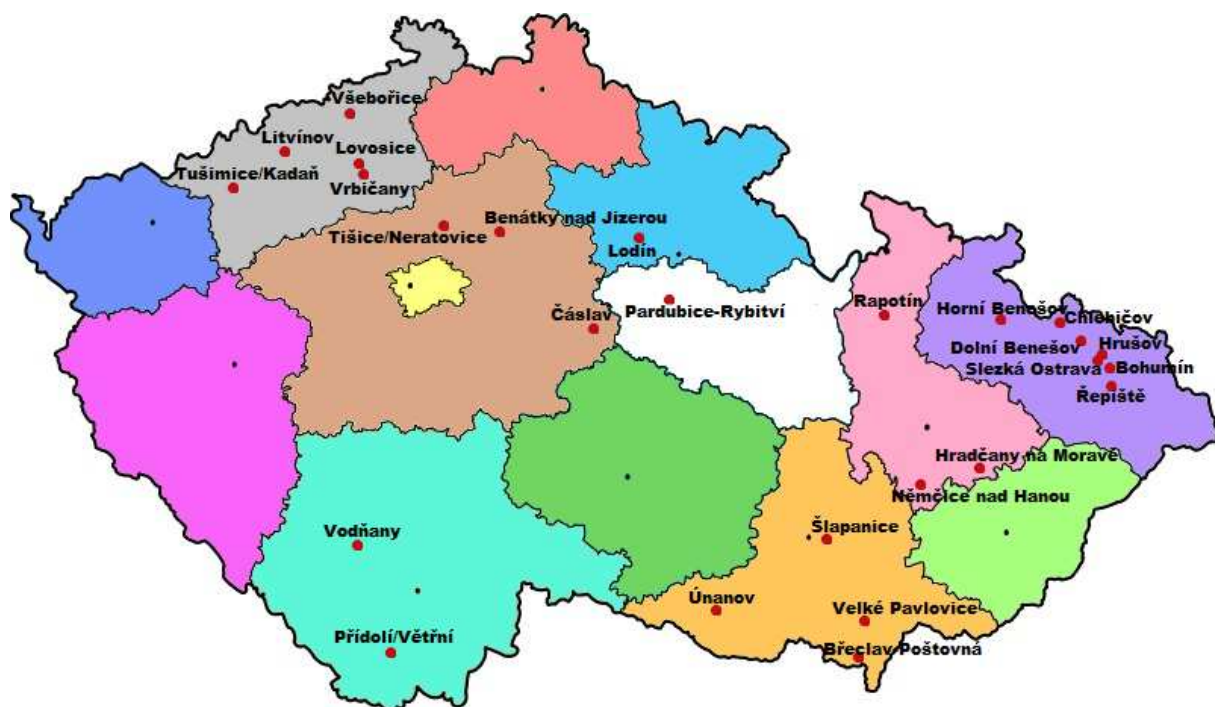 Všebořice
Litvínov
Lovosice
Tušimice/Kadaň
Vrbičany
Benátky nad Jizerou
Tišice/Neratovice
Lodín
Čáslav
Pardubice-Rybitví
Rapotín
Horní Benešov
Chlebičov
Dolní Benešov
Hrušov
Slezká Ostrava
Bohumín
Řepiště
Hradčany na Moravě
Němčice nad Hanou
Vodňany
Šlapanice
Únanov
Velké Pavlovice
Přídolí/Větřní
Břeclav-Poštovná